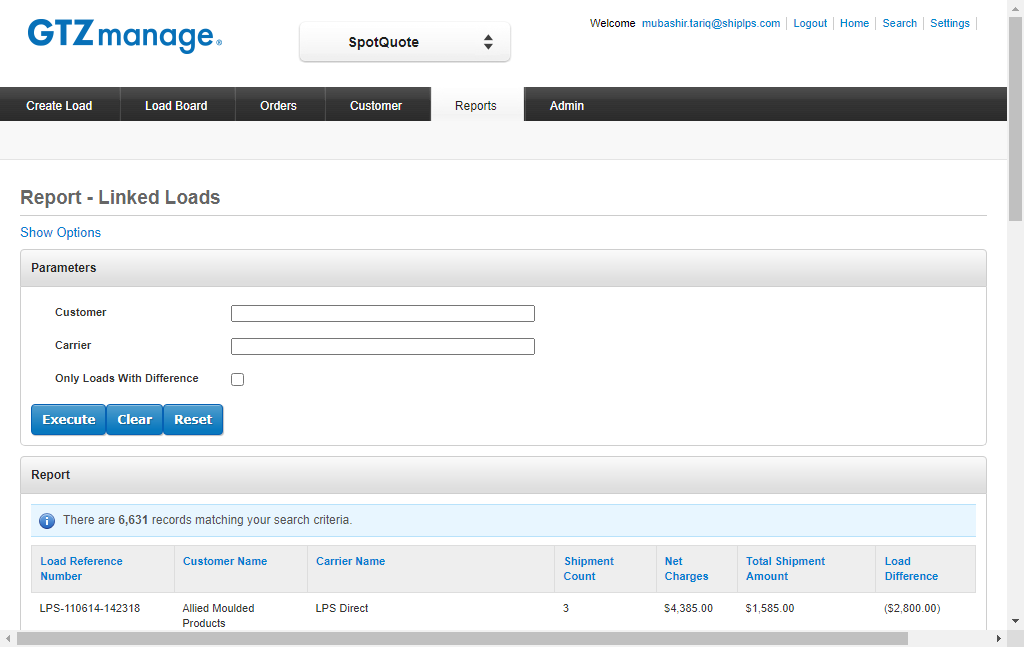 GTZmanage®
SpotQuote
Welcome mubashir.tariq@shiplps.com Logout Home Search Settings
Create Load Load Board Orders Customer Reports Admin
Report - Linked Loads
Show Options
Parameters
Customer
Carrier
Only Loads With Difference
Execute Clear Reset
Report
There are 6,631 records matching your search criteria.
Load Reference Number Customer Name Carrier Name Shipment Count Net Charges Total Shipment Amount Load Difference
LPS-110614-142318 Allied Moulded Products LPS Direct 3 $4,385.00 $1,585.00 ($2,800.00)